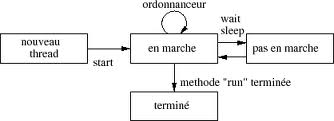 ordonnanceur
wait
sleep
nouveau
thread
en marche
pas en marche
start
methode "run" terminée
terminé